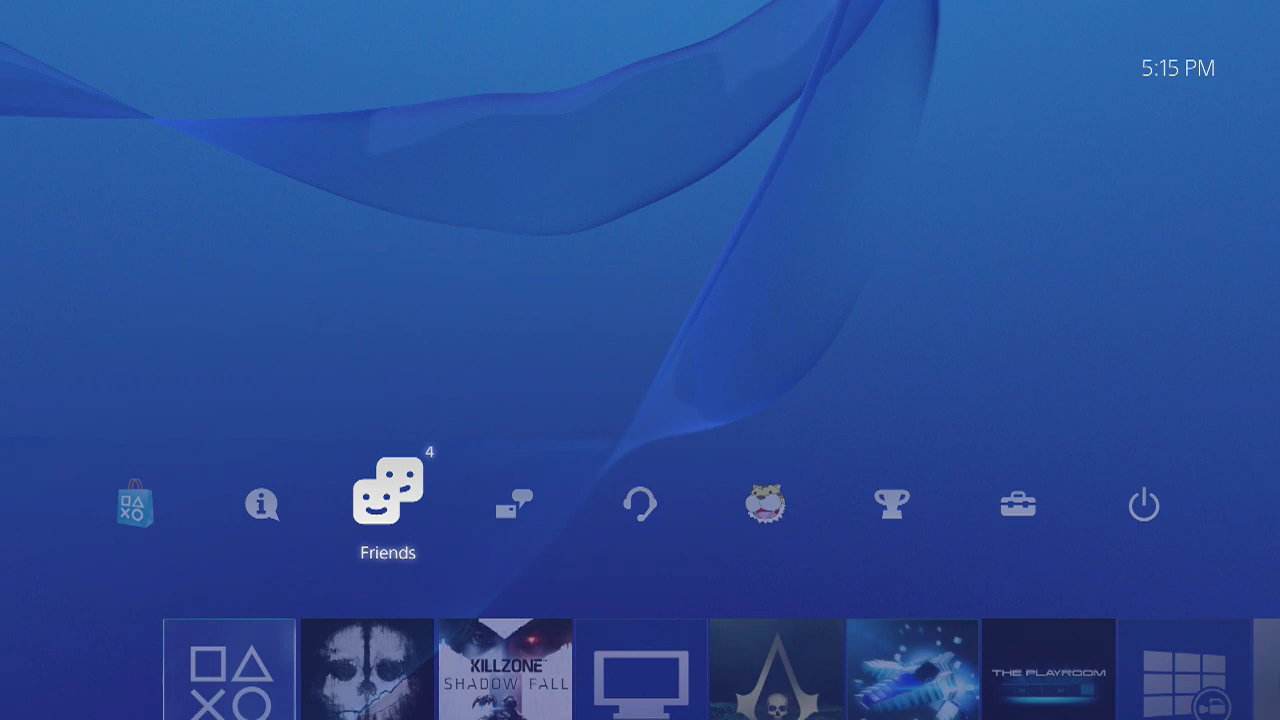 5:15 PM
4
Friends
KILLZONE
SHADOW FALL
THE PLAYROOM